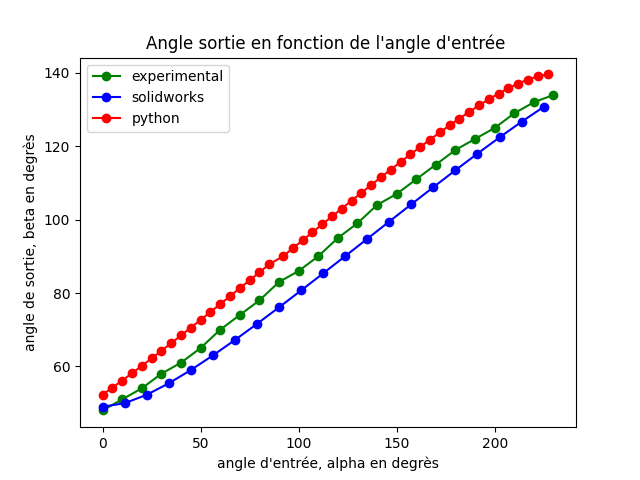 Angle sortie en fonction de l'angle d'entrée
experimental
solidworks
python
140
120
100
80
60
angle de sortie, beta en degrès
0 50 100 150 200
angle d'entrée, alpha en degrès